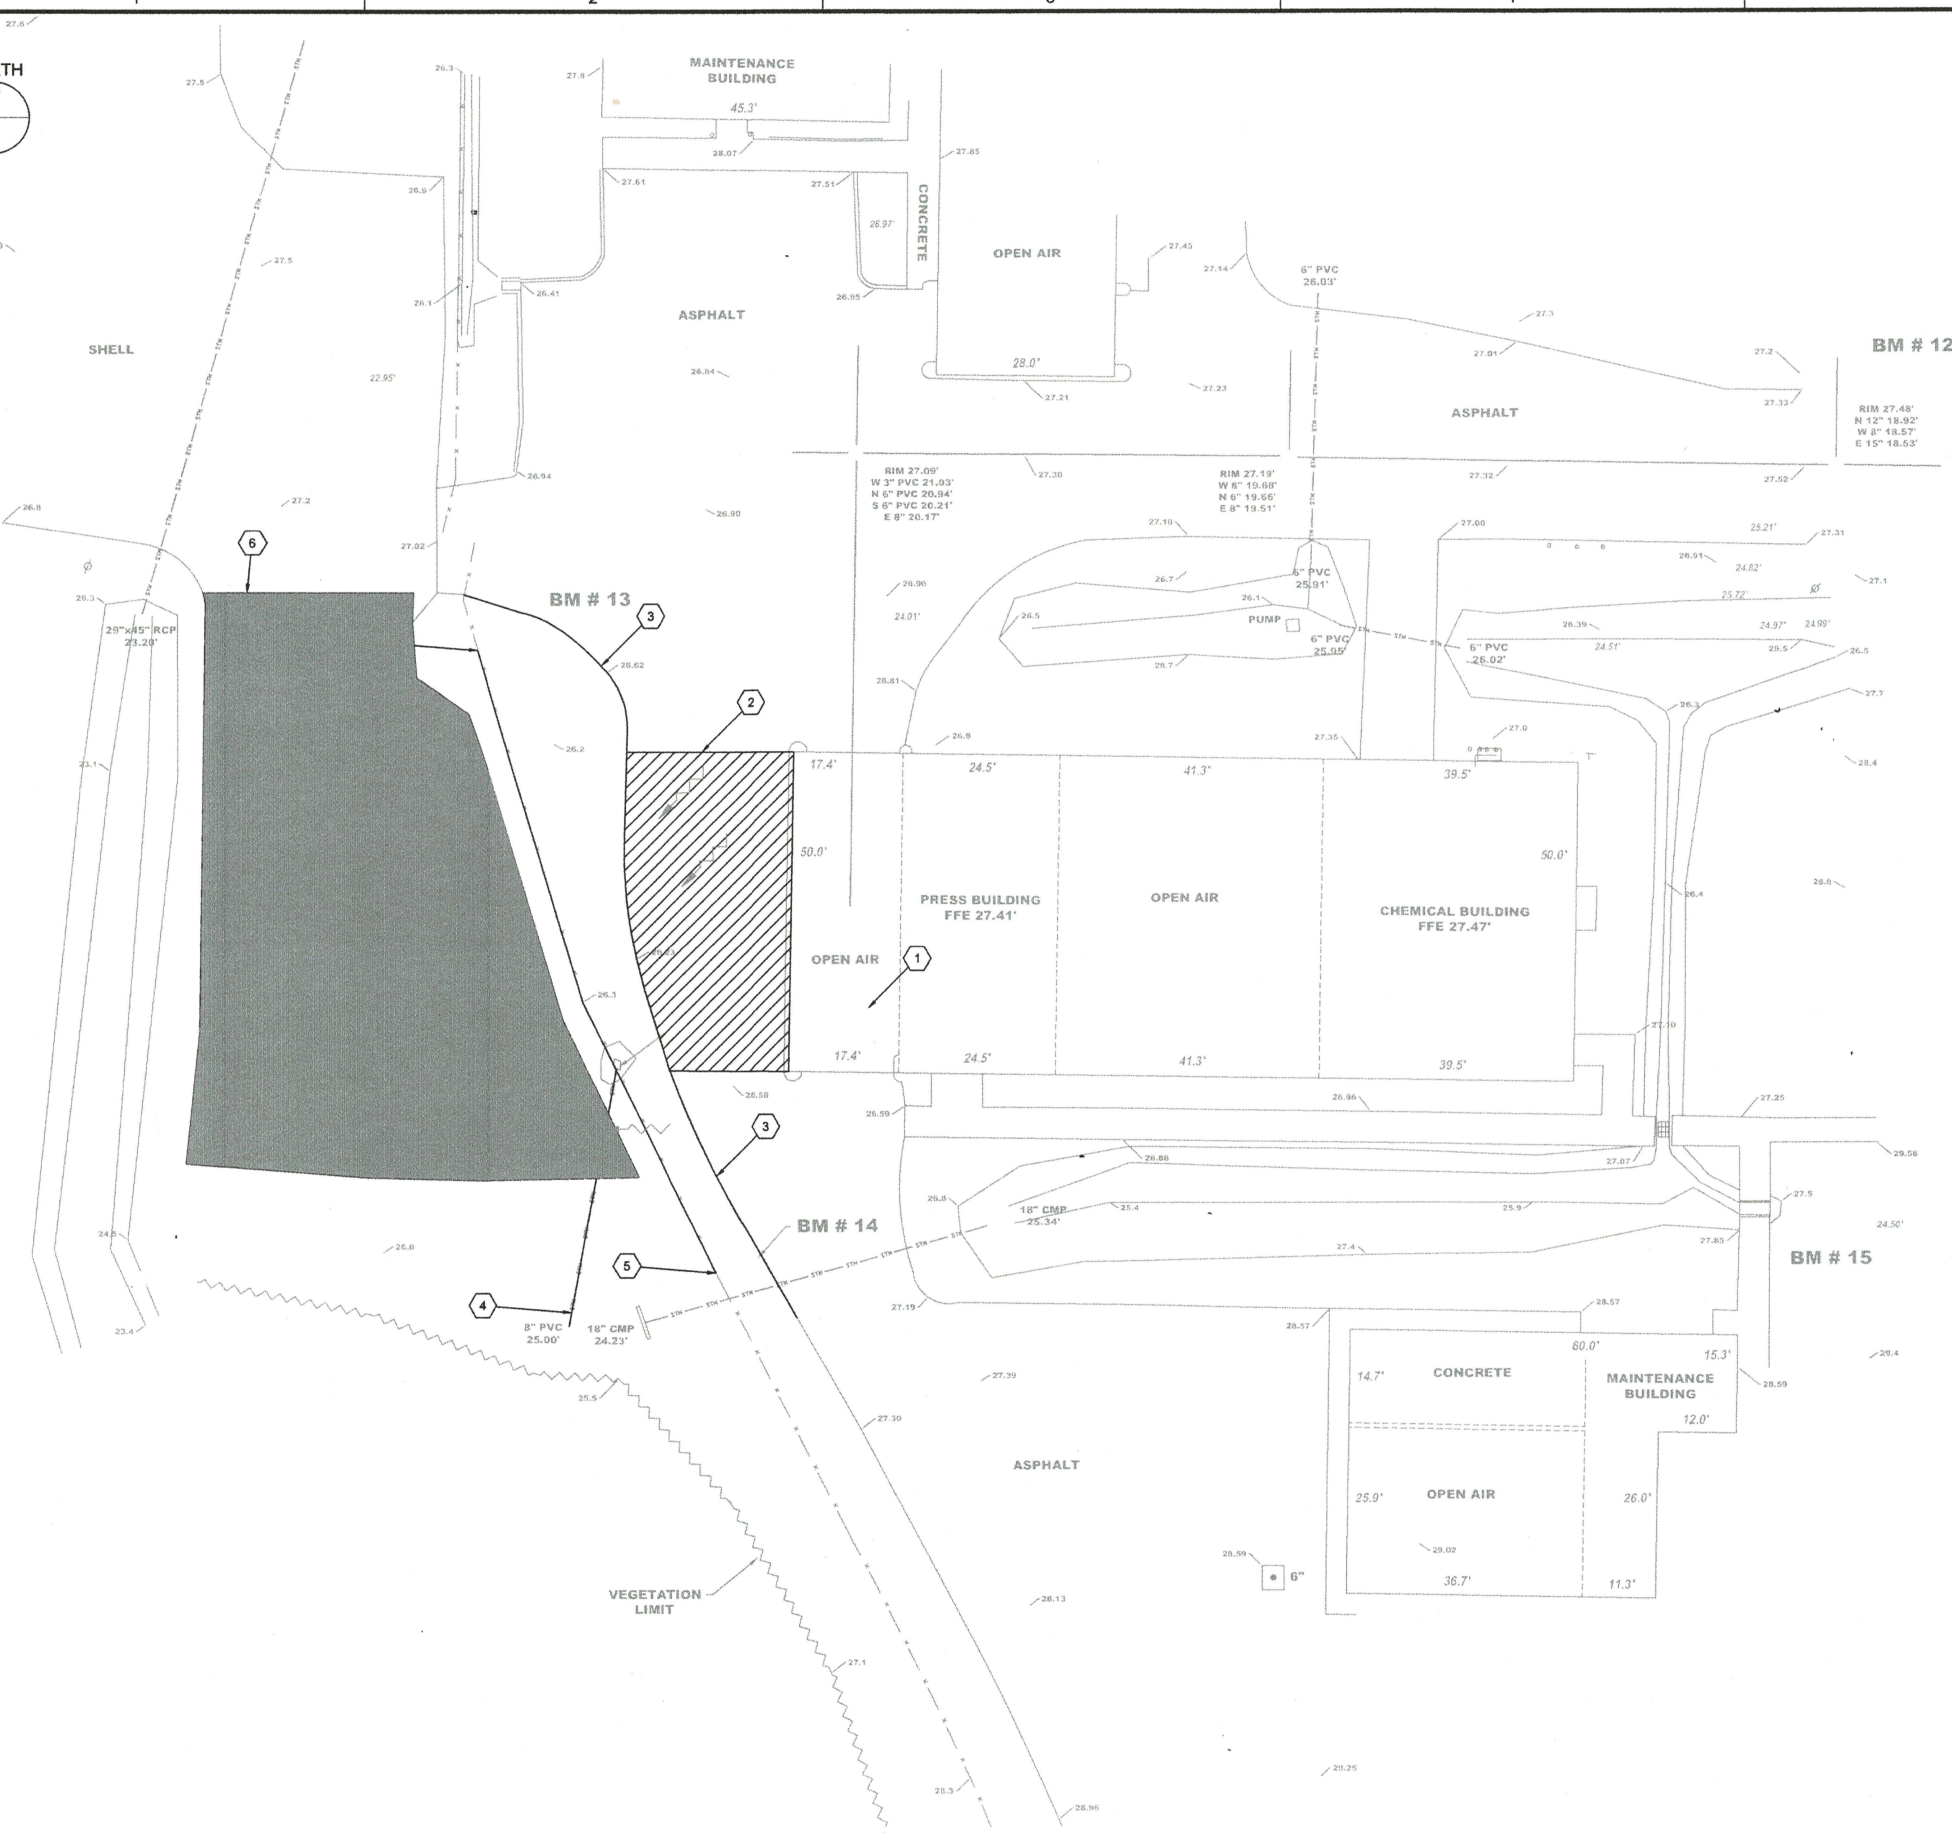 TH
27.6
27.5
26.3
27.8
MAINTENANCE
BUILDING
45.3'
28.07
27.85
26.9
27.61
27.51
CONCRETE
26.97'
OPEN AIR
27.45
27.14
6" PVC
26.03'
27.5
26.1
26.41
26.95
SHELL
ASPHALT
27.3
27.01
27.2
BM # 12
22.95'
26.84
28.0'
27.21
27.23
27.33
ASPHALT
RIM 27.48'
N 12" 18.92'
W 8" 18.57'
E 15" 18.53'
26.94
27.30
27.32
27.52
RIM 27.09'
W 3" PVC 21.03'
N 6" PVC 20.94'
S 6" PVC 20.21'
E 8" 20.17'
RIM 27.19'
W 8" 19.68'
N 6" 19.66'
E 8" 19.51'
26.8
27.2
26.90
27.02
27.10
27.00
25.21'
27.31
6
26.91
24.82'
27.1
26.3
29"x45" RCP
23.20'
BM # 13
3
26.62
26.90
24.01'
26.7
6" PVC
25.91'
26.1
26.5
PUMP
6" PVC
25.95'
25.72'
24.97'
24.99'
24.51'
26.5
6" PVC
26.02'
26.7
26.81
26.3
27.7
2
26.2
26.9
27.35
27.0
28.4
23.1
17.4'
24.5'
41.3'
39.5'
50.0'
50.0'
PRESS BUILDING
FFE 27.41'
OPEN AIR
CHEMICAL BUILDING
FFE 27.47'
28.8
26.4
26.23
OPEN AIR
1
26.3
27.10
17.4'
24.5'
41.3'
39.5'
26.50
26.59
26.96
27.25
3
26.88
27.07
29.58
26.8
18" CMP
25.34'
25.4
25.9
27.5
24.50'
BM # 14
27.4
27.85
BM # 15
26.0
5
4
8" PVC
25.00'
18" CMP
24.23'
23.4
27.19
28.57
28.57
60.0'
15.3'
29.4
25.5
27.39
14.7'
CONCRETE
MAINTENANCE
BUILDING
28.59
12.0'
27.30
ASPHALT
25.9'
OPEN AIR
26.0'
29.02
28.59
6"
36.7'
11.3'
VEGETATION
LIMIT
28.13
27.1
29.25
28.3
28.96